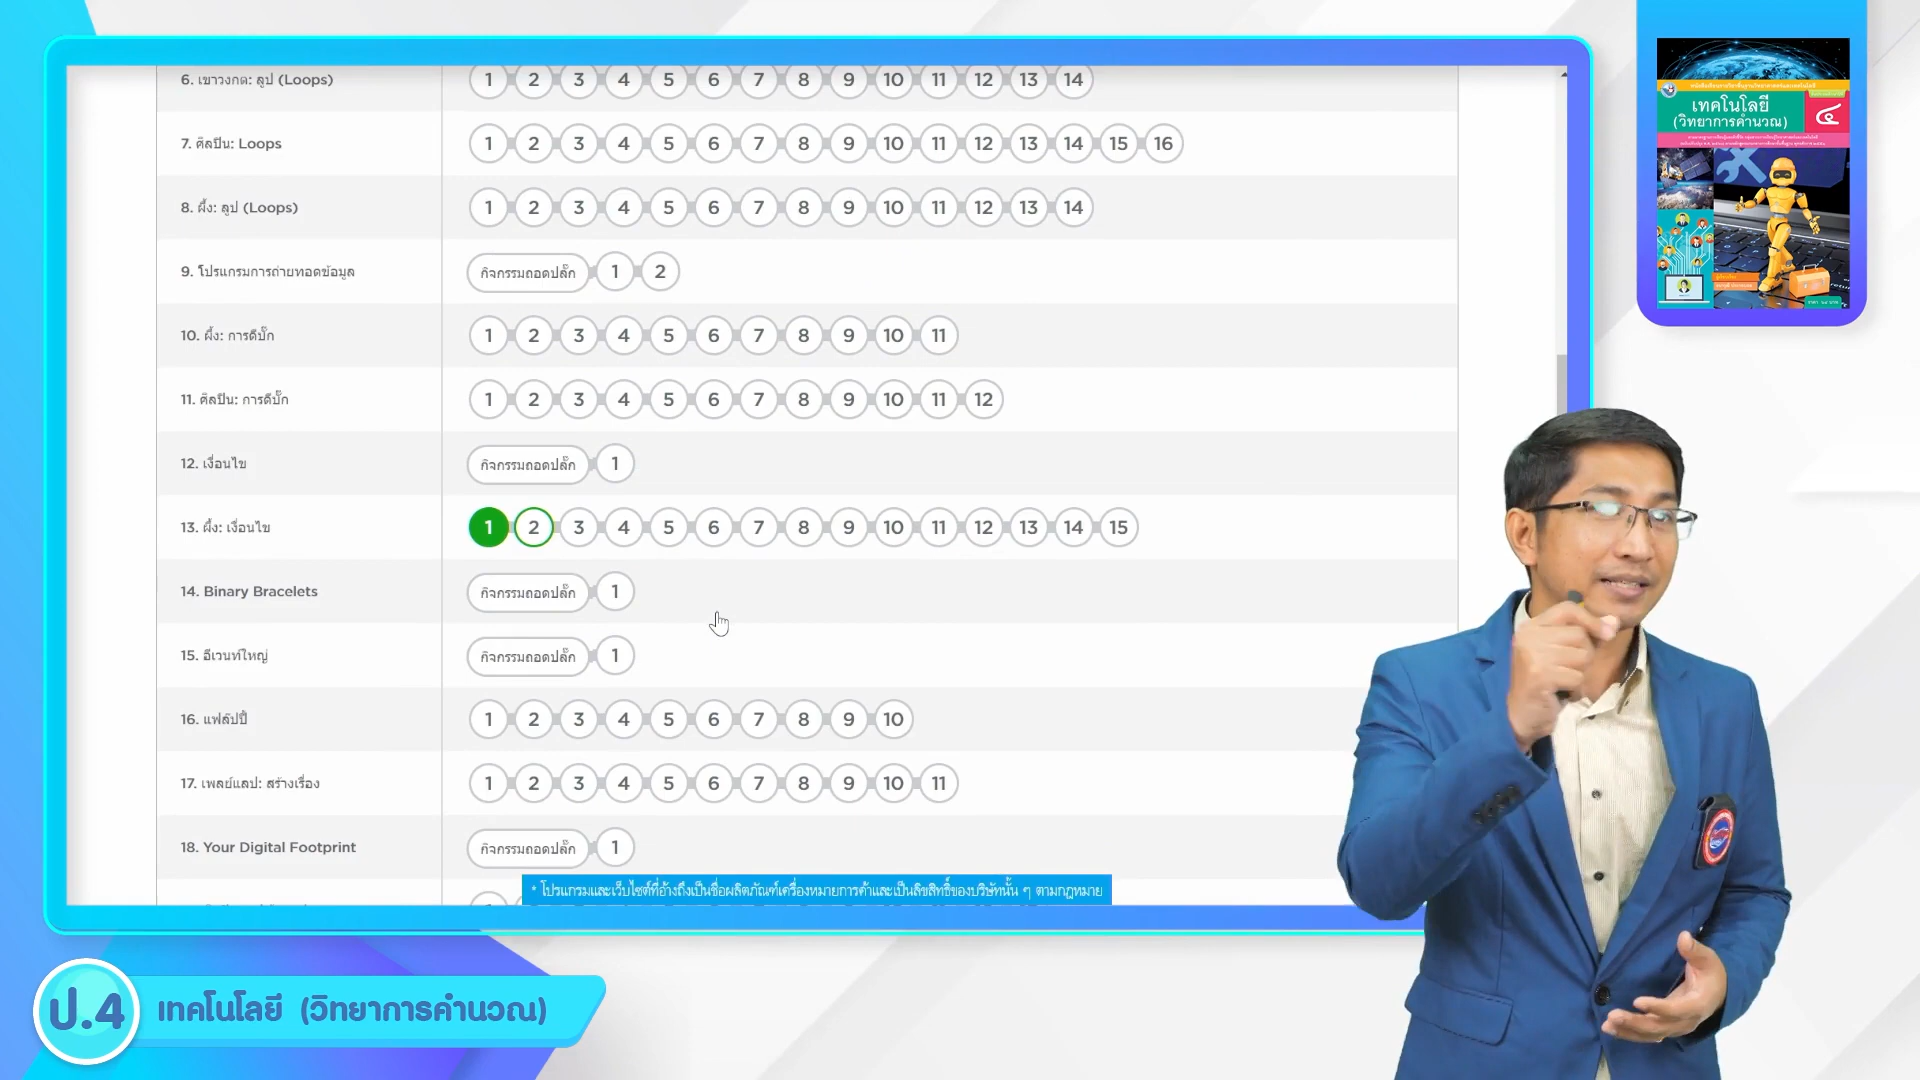 6. เขาวงกต: ลูป (Loops) 1 2 3 4 5 6 7 8 9 10 11 12 13 14
7. ศิลปิน: Loops 1 2 3 4 5 6 7 8 9 10 11 12 13 14 15 16
8. ผึ้ง: ลูป (Loops) 1 2 3 4 5 6 7 8 9 10 11 12 13 14
9. โปรแกรมการถ่ายทอดข้อมูล กิจกรรมถอดปลั๊ก 1 2
10. ผึ้ง: การดีบั๊ก 1 2 3 4 5 6 7 8 9 10 11
11. ศิลปิน: การดีบั๊ก 1 2 3 4 5 6 7 8 9 10 11 12
12. เงื่อนไข กิจกรรมถอดปลั๊ก 1
13. ผึ้ง: เงื่อนไข 1 2 3 4 5 6 7 8 9 10 11 12 13 14 15
14. Binary Bracelets กิจกรรมถอดปลั๊ก 1
15. อีเวนท์ใหญ่ กิจกรรมถอดปลั๊ก 1
16. แฟล๊ปปี้ 1 2 3 4 5 6 7 8 9 10
17. เพลย์แลป: สร้างเรื่อง 1 2 3 4 5 6 7 8 9 10 11
18. Your Digital Footprint กิจกรรมถอดปลั๊ก 1
* โปรแกรมและเว็บไซต์ที่อ้างถึงเป็นชื่อผลิตภัณฑ์เครื่องหมายการค้าและเป็นลิขสิทธิ์ของบริษัทนั้น ๆ ตามกฎหมาย
เทคโนโลยี
(วิทยาการคำนวณ)
๔
ป.4 เทคโนโลยี (วิทยาการคำนวณ)